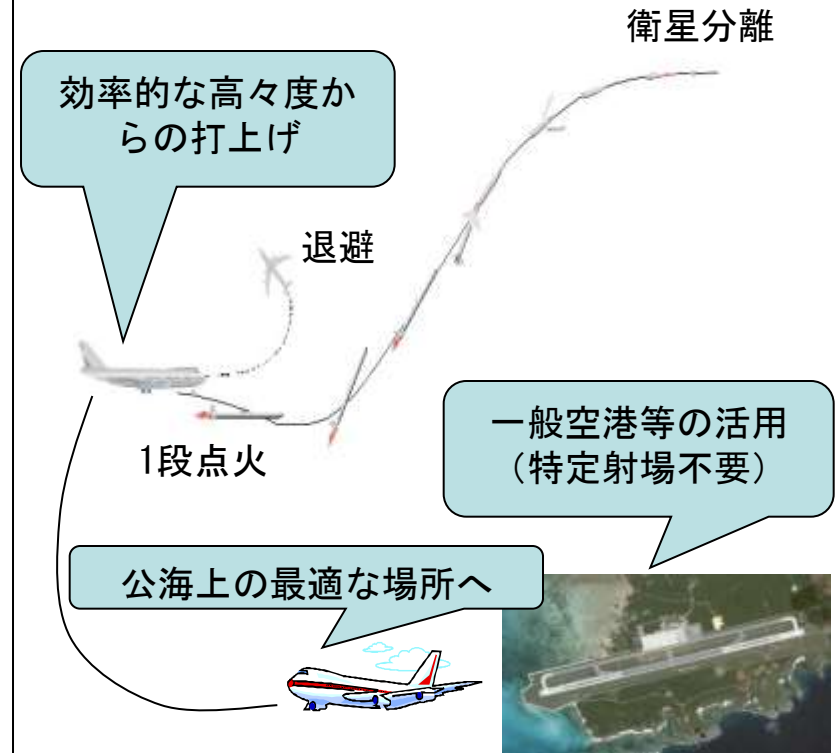 衛星分離
効率的な高々度か
らの打上げ
退避
1段点火
一般空港等の活用
（特定射場不要）
公海上の最適な場所へ